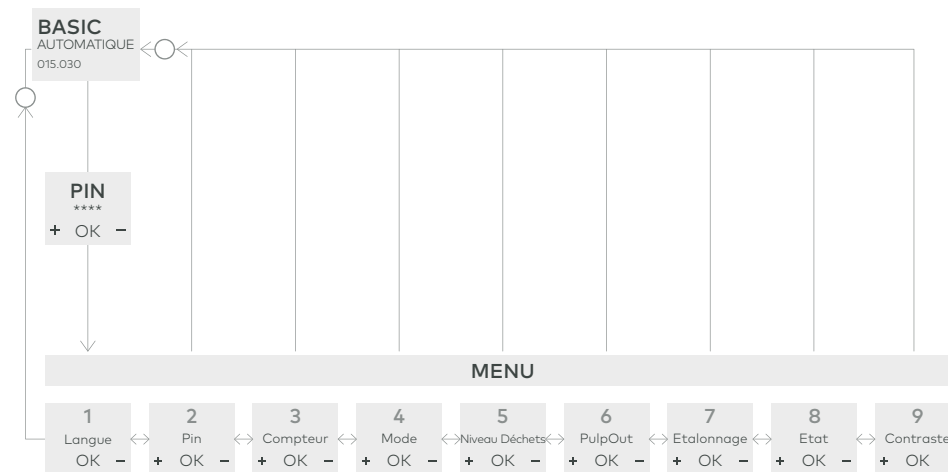 BASIC
AUTOMATIQUE
015.030
PIN
****
+ OK −
MENU
1
Langue
OK −
2
Pin
+ OK −
3
Compteur
+ OK −
4
Mode
+ OK −
5
Niveau Déchets
+ OK −
6
PulpOut
+ OK −
7
Etalonnage
+ OK −
8
Etat
+ OK −
9
Contraste
+ OK